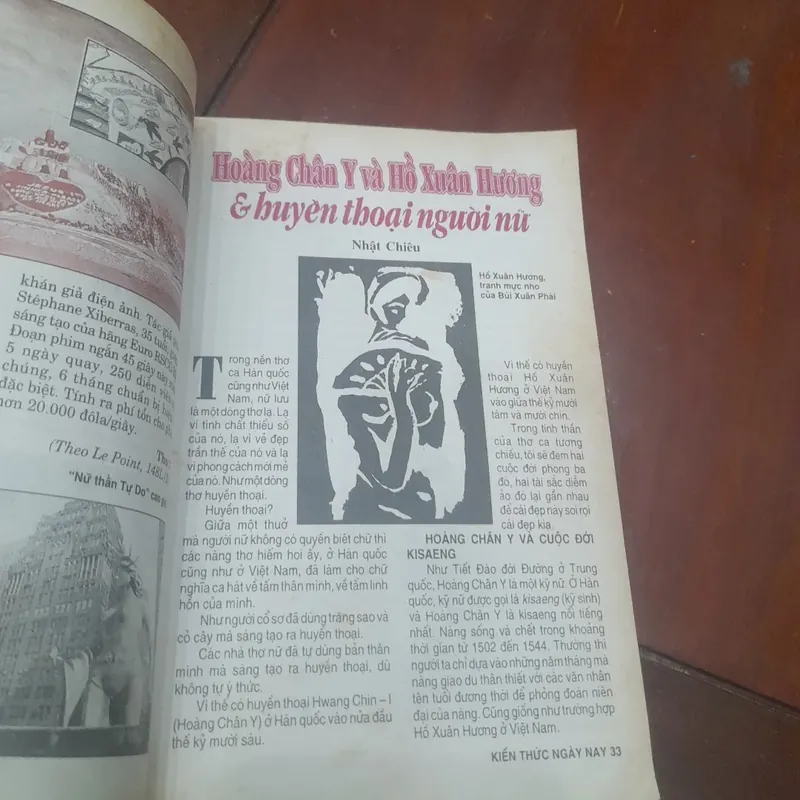 khán giả điện ảnh. Tác giả
Stéphane Xiberras, 35 tuổi,
sáng tạo của hãng Euro RSCG
Đoạn phim ngắn 45 giây này
5 ngày quay, 250 diễn viên
chúng, 6 tháng chuẩn bị
đặc biệt. Tính ra phí tổn cho
hơn 20.000 đôla/giây.
(Theo Le Point, 148
"Nữ thần Tự Do" cao
Hoàng Chân Y và Hồ Xuân Hương
& huyền thoại người nữ
Nhật Chiêu
Hồ Xuân Hương,
tranh mực nho
của Bùi Xuân Phái
Trong nền thơ
ca Hán quốc
cũng như Việt
Nam, nữ lưu
là một dòng thơ lạ. Lạ
vì tính chất thiểu số
của nó, lạ vì vẻ đẹp
trần thế của nó và lạ
vì phong cách mới mẻ
của nó. Như một dòng
thơ huyền thoại.
Huyền thoại?
Giữa một thuở
mà người nữ không có quyền biết chữ thì
các nàng thơ hiếm hoi ấy, ở Hàn quốc
cũng như ở Việt Nam, đã làm cho chữ
nghĩa ca hát về tấm thân mình, về tâm linh
hồn của mình.
Như người cổ sơ đã dùng trăng sao và
cỏ cây mà sáng tạo ra huyền thoại.
Các nhà thơ nữ đã tự dùng bản thân
mình mà sáng tạo ra huyền thoại, dù
không tự ý thức.
Vì thế có huyền thoại Hwang Chin – I
(Hoàng Chân Y) ở Hán quốc vào nửa đầu
thế kỷ mười sáu.
Vì thế có huyền
thoại Hồ Xuân
Hương ở Việt Nam
vào giữa thế kỷ mười
tám và mười chín.
Trong tinh thần
của thơ ca tương
chiếu, tôi sẽ đem hai
cuộc đời phong ba
đó, hai tài sắc diễm
ảo đó lại gần nhau
để cái đẹp này soi rọi
cái đẹp kia.
HOÀNG CHÂN Y VÀ CUỘC ĐỜI
KISAENG
Như Tiết Đào đời Đường ở Trung
quốc, Hoàng Chân Y là một kỹ nữ. Ở Hàn
quốc, kỹ nữ được gọi là kisaeng (kỹ sinh)
và Hoàng Chân Y là kisaeng nổi tiếng
nhất. Nàng sống và chết trong khoảng
thời gian từ 1502 đến 1544. Thường thì
người ta chỉ dựa vào những năm tháng mà
nàng giao du thân thiết với các văn nhân
tên tuổi đương thời để phỏng đoán niên
đại của nàng. Cũng giống như trường hợp
Hồ Xuân Hương ở Việt Nam.
KIẾN THỨC NGÀY NAY 33